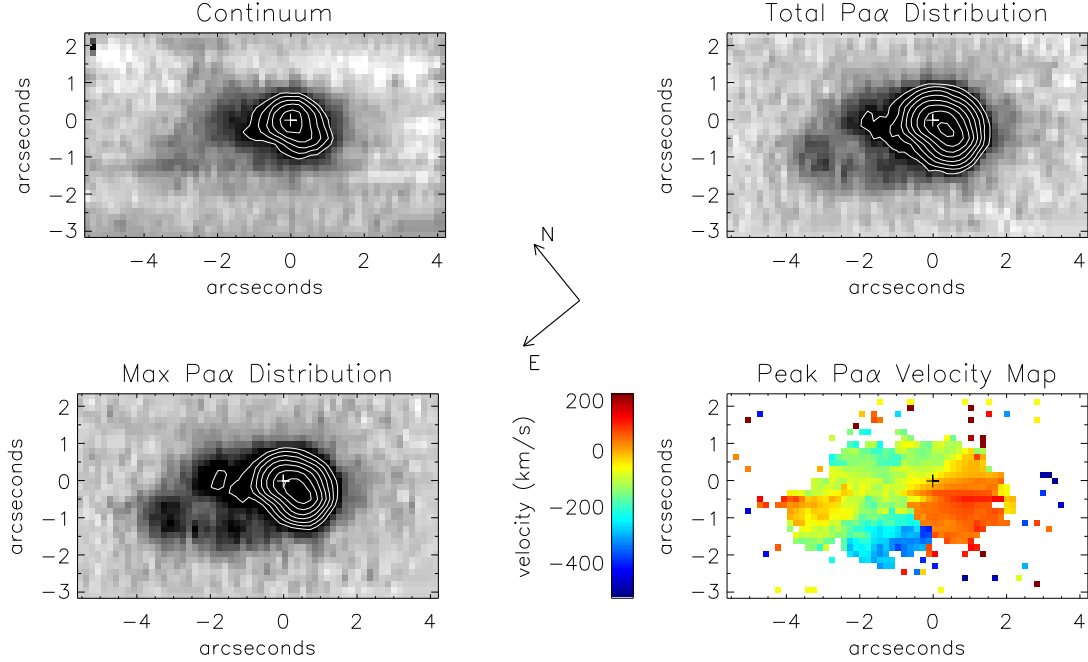 Continuum
Total Paα Distribution
2
1
0
−1
−2
−3
arcseconds
−4 −2 0 2 4
arcseconds
2
1
0
−1
−2
−3
arcseconds
−4 −2 0 2 4
arcseconds
N
E
Max Paα Distribution
Peak Paα Velocity Map
2
1
0
−1
−2
−3
arcseconds
−4 −2 0 2 4
arcseconds
200
0
−200
−400
velocity (km/s)
2
1
0
−1
−2
−3
arcseconds
−4 −2 0 2 4
arcseconds